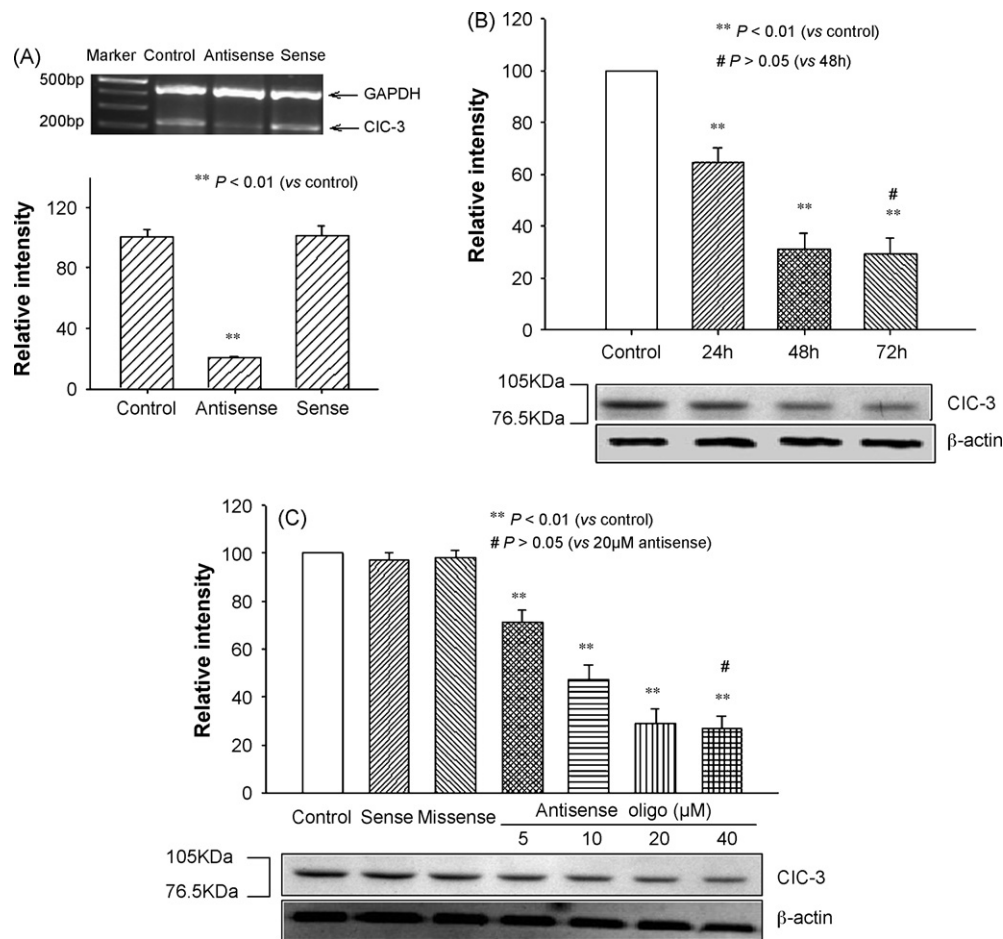 (A)
Marker Control Antisense Sense
500bp
GAPDH
200bp
ClC-3
** P < 0.01 (vs control)
Relative intensity
120
80
40
0
Control Antisense Sense
(B)
** P < 0.01 (vs control)
# P > 0.05 (vs 48h)
Relative intensity
120
100
80
60
40
20
0
**
**
**
#
**
Control 24h 48h 72h
105KDa
76.5KDa
ClC-3
β-actin
(C)
** P < 0.01 (vs control)
# P > 0.05 (vs 20μM antisense)
Relative intensity
120
100
80
60
40
20
0
**
**
**
#
**
Control Sense Missense
Antisense oligo (μM)
5 10 20 40
105KDa
76.5KDa
ClC-3
β-actin